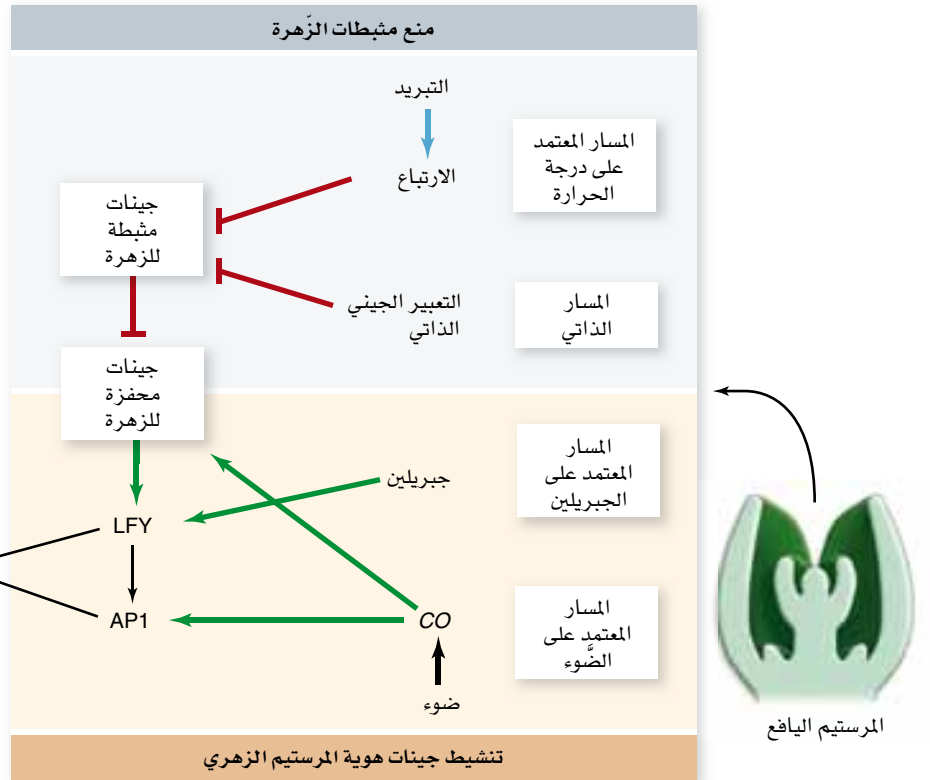 منع مثبطات الزّهرة
التبريد
المسار المعتمد
على درجة
الحرارة
الارتباع
جينات
مثبطة
للزهرة
المسار
الذاتي
التعبير الجيني
الذاتي
جينات
محفزة
للزهرة
المسار
المعتمد على
الجبريلين
جبريلين
LFY
المسار
المعتمد على
الضَّوء
CO
AP1
ضوء
المرستيم اليافع
تنشيط جينات هوية المرستيم الزهري